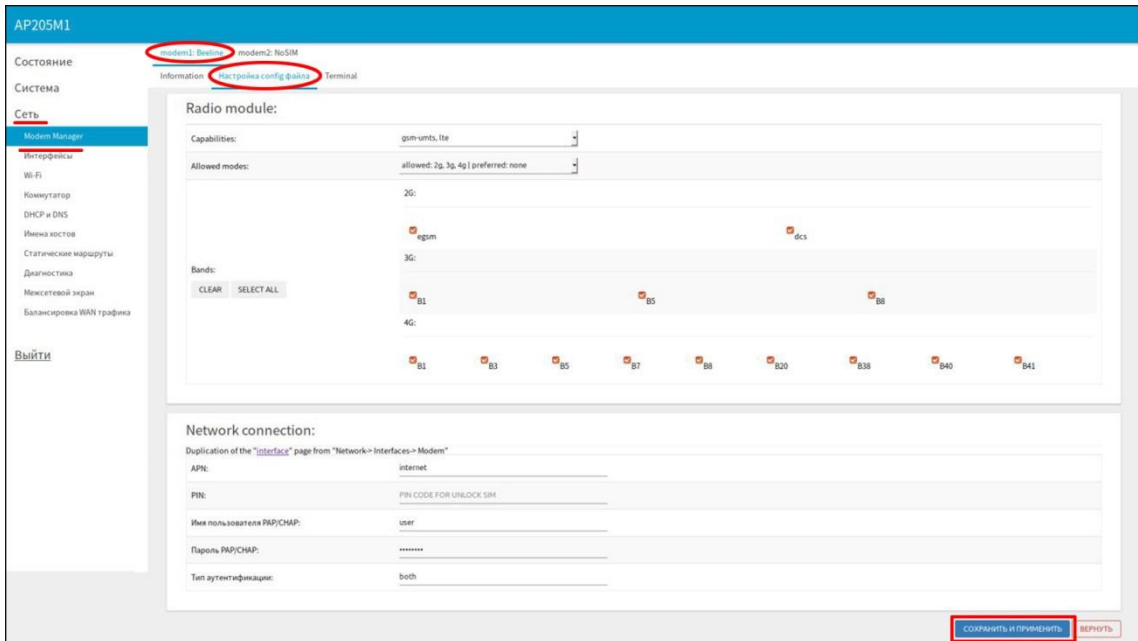 AP205M1
Состояние
Система
Сеть
Modem Manager
Интерфейсы
Wi-Fi
Коммутатор
DHCP и DNS
Имена хостов
Статические маршруты
Диагностика
Межсетевой экран
Балансировка WAN трафика
Выйти
modem1: Beeline modem2: NoSIM
Information Настройка config файла Terminal
Radio module:
Capabilities: gsm-umts, lte
Allowed modes: allowed: 2g, 3g, 4g | preferred: none
Bands:
CLEAR SELECT ALL
2G:
egsm dcs
3G:
B1 B5 B8
4G:
B1 B3 B5 B7 B8 B20 B38 B40 B41
Network connection:
Duplication of the "interface" page from "Network-> Interfaces-> Modem"
APN: internet
PIN: PIN CODE FOR UNLOCK SIM
Имя пользователя PAP/CHAP: user
Пароль PAP/CHAP: ••••••••
Тип аутентификации: both
СОХРАНИТЬ И ПРИМЕНИТЬ ВЕРНУТЬ